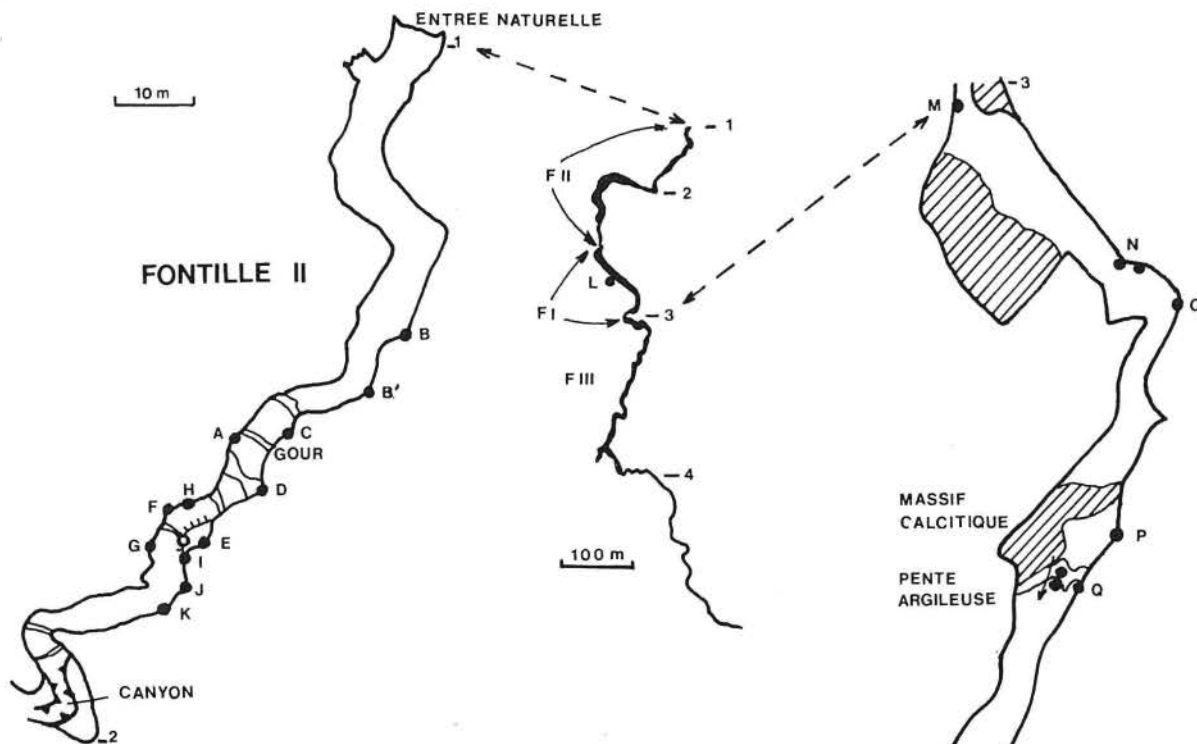 ENTREE NATURELLE
1
10 m
FONTILLE II
B
B'
A
C
GOUR
D
H
F
G
E
I
J
K
CANYON
2
1
F II
2
L
F I
3
F III
4
100 m
3
M
N
O
MASSIF
CALCITIQUE
P
PENTE
ARGILEUSE
Q